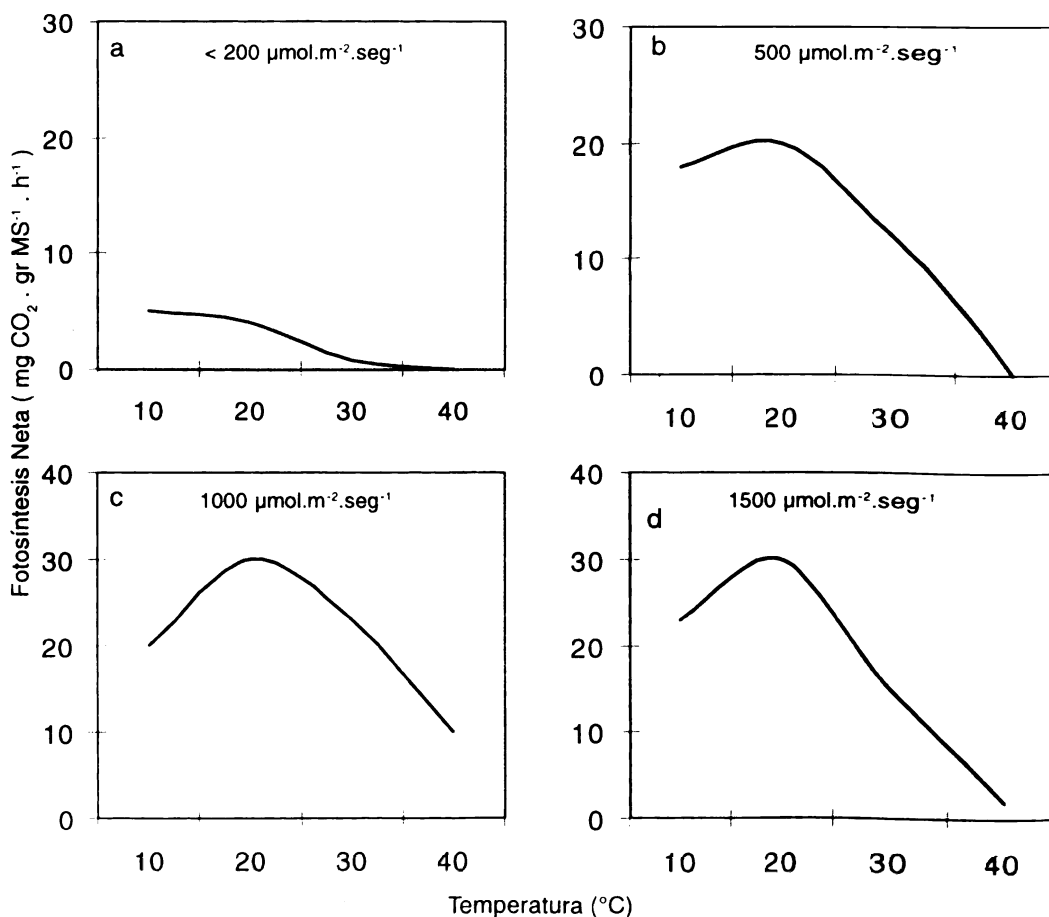 Fotosíntesis Neta ( mg CO₂ . gr MS⁻¹ . h⁻¹ )
a
< 200 µmol.m⁻².seg⁻¹
30
20
10
0
10 20 30 40
b
500 µmol.m⁻².seg⁻¹
30
20
10
0
10 20 30 40
c
1000 µmol.m⁻².seg⁻¹
40
30
20
10
0
10 20 30 40
d
1500 µmol.m⁻².seg⁻¹
40
30
20
10
0
10 20 30 40
Temperatura (°C)